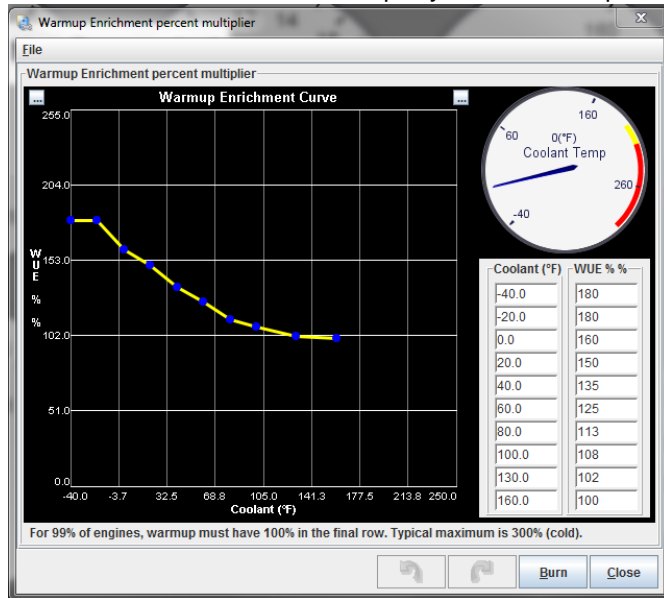 Warmup Enrichment percent multiplier
File
Warmup Enrichment percent multiplier
... Warmup Enrichment Curve ...
255.0
204.0
153.0
102.0
51.0
0.0
WUE % %
-40.0 -3.7 32.5 68.8 105.0 141.3 177.5 213.8 250.0
Coolant (°F)
160
60
0(°F)
Coolant Temp
260
-40
Coolant (°F) WUE % %
-40.0 180
-20.0 180
0.0 160
20.0 150
40.0 135
60.0 125
80.0 113
100.0 108
130.0 102
160.0 100
For 99% of engines, warmup must have 100% in the final row. Typical maximum is 300% (cold).
Burn Close